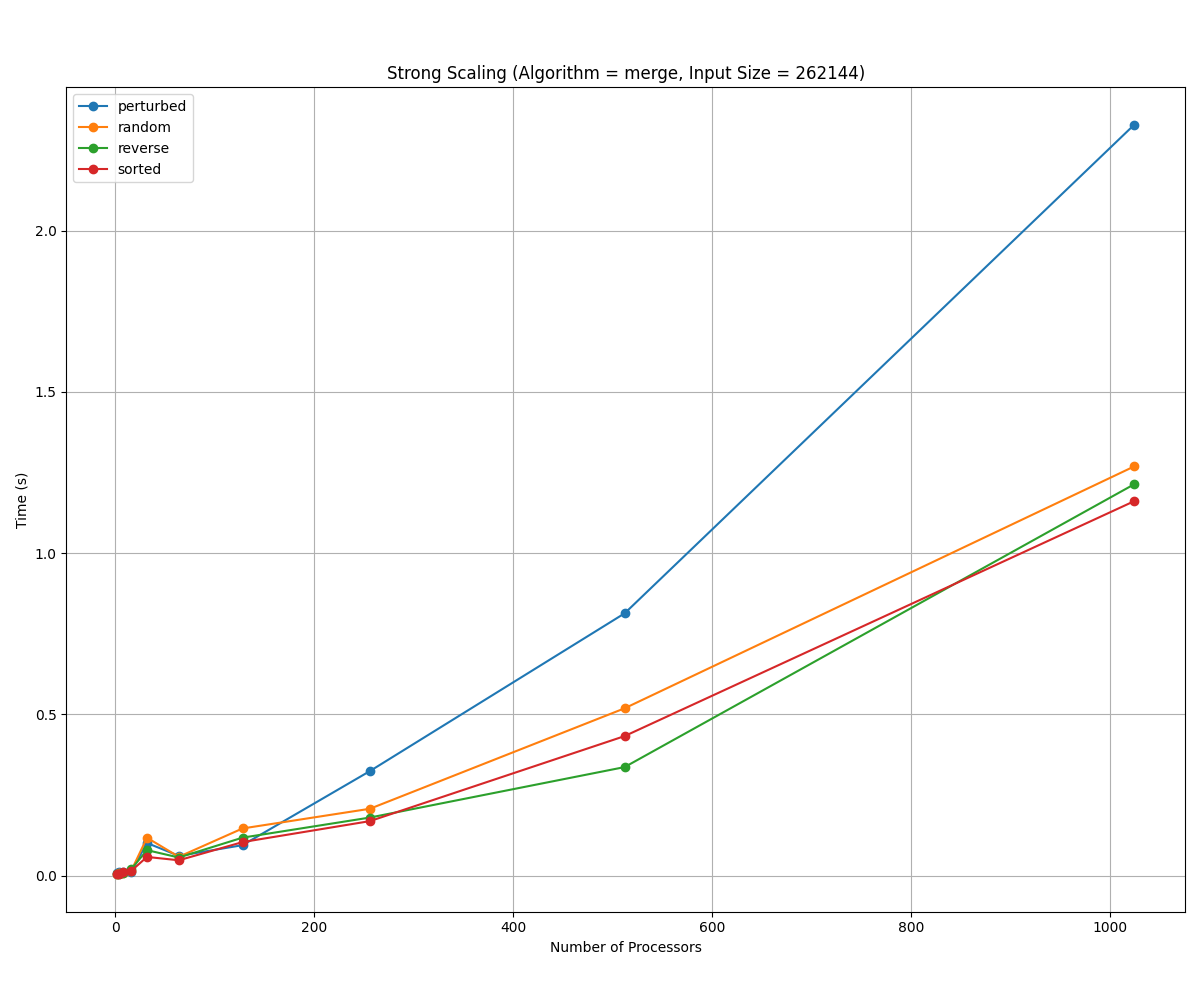 Strong Scaling (Algorithm = merge, Input Size = 262144)
perturbed
random
reverse
sorted
Time (s)
2.0
1.5
1.0
0.5
0.0
0 200 400 600 800 1000
Number of Processors